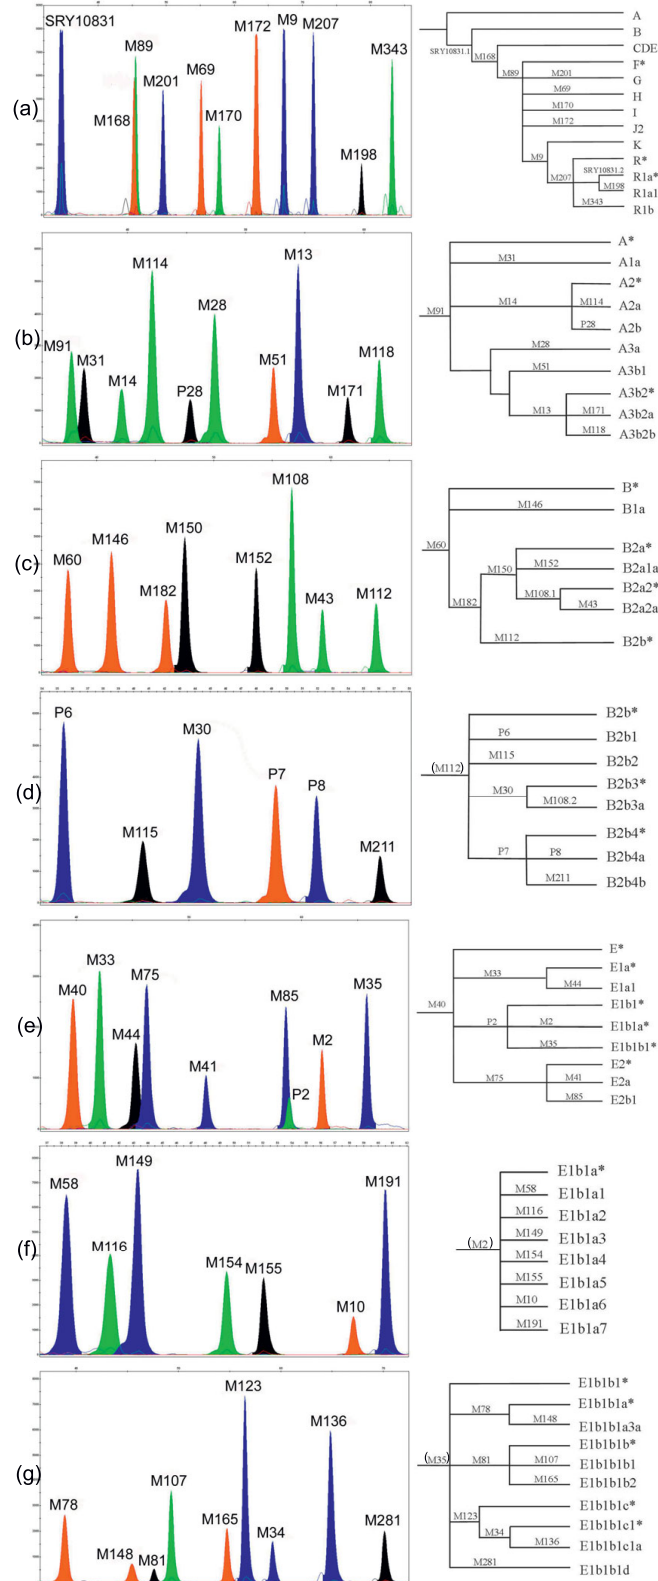 (a)
SRY10831
M89
M168
M201
M69
M170
M172
M9
M207
M198
M343
SRY10831.1
M168
M89
M201
M69
M170
M172
M9
M207
SRY10831.2
M198
M343
A
B
CDE
F*
G
H
I
J2
K
R*
R1a*
R1a1
R1b
(b)
M91
M31
M14
M114
P28
M28
M51
M13
M171
M118
M91
M31
M14
M114
P28
M28
M51
M13
M171
M118
A*
A1a
A2*
A2a
A2b
A3a
A3b1
A3b2*
A3b2a
A3b2b
(c)
M60
M146
M182
M150
M152
M108
M43
M112
M60
M146
M182
M150
M152
M108.1
M43
M112
B*
B1a
B2a*
B2a1a
B2a2*
B2a2a
B2b*
(d)
P6
M115
M30
P7
P8
M211
(M112)
P6
M115
M30
M108.2
P7
P8
M211
B2b*
B2b1
B2b2
B2b3*
B2b3a
B2b4*
B2b4a
B2b4b
(e)
M40
M33
M44
M75
M41
M85
P2
M2
M35
M40
M33
M44
P2
M2
M35
M75
M41
M85
E*
E1a*
E1a1
E1b1*
E1b1a*
E1b1b1*
E2*
E2a
E2b1
(f)
M58
M116
M149
M154
M155
M10
M191
(M2)
M58
M116
M149
M154
M155
M10
M191
E1b1a*
E1b1a1
E1b1a2
E1b1a3
E1b1a4
E1b1a5
E1b1a6
E1b1a7
(g)
M78
M148
M81
M107
M165
M123
M34
M136
M281
(M35)
M78
M148
M81
M107
M165
M123
M34
M136
M281
E1b1b1*
E1b1b1a*
E1b1b1a3a
E1b1b1b*
E1b1b1b1
E1b1b1b2
E1b1b1c*
E1b1b1c1*
E1b1b1c1a
E1b1b1d